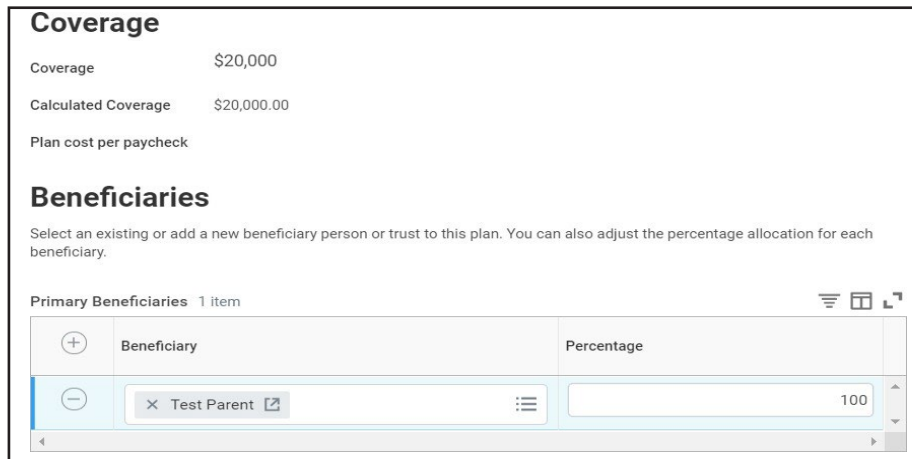 Coverage
Coverage $20,000
Calculated Coverage $20,000.00
Plan cost per paycheck
Beneficiaries
Select an existing or add a new beneficiary person or trust to this plan. You can also adjust the percentage allocation for each
beneficiary.
Primary Beneficiaries 1 item
Beneficiary Percentage
Test Parent 100